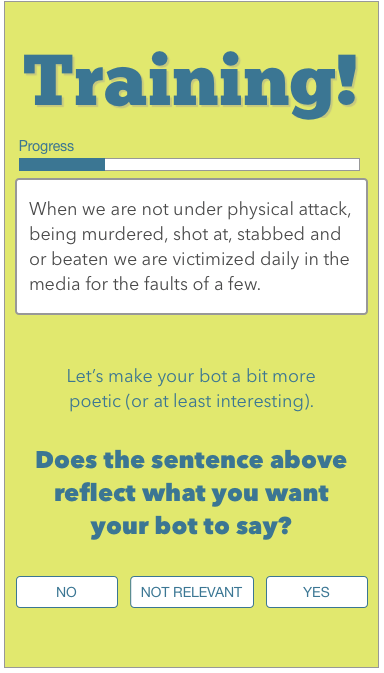 Training!
Progress
When we are not under physical attack,
being murdered, shot at, stabbed and
or beaten we are victimized daily in the
media for the faults of a few.
Let's make your bot a bit more
poetic (or at least interesting).
Does the sentence above
reflect what you want
your bot to say?
NO NOT RELEVANT YES